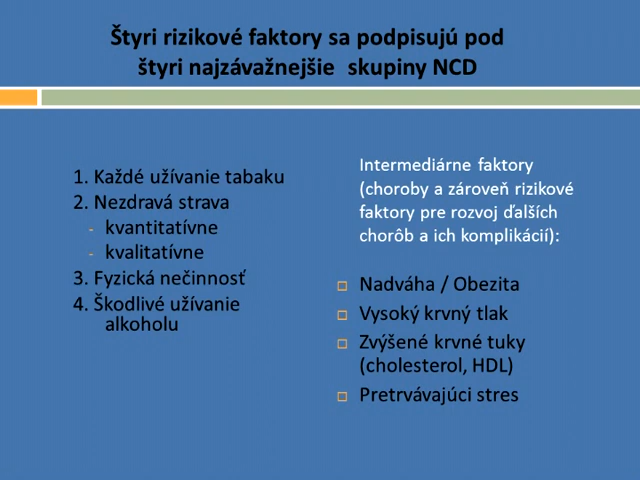 Štyri rizikové faktory sa podpisujú pod
štyri najzávažnejšie skupiny NCD
1. Každé užívanie tabaku
2. Nezdravá strava
- kvantitatívne
- kvalitatívne
3. Fyzická nečinnosť
4. Škodlivé užívanie
alkoholu
Intermediárne faktory
(choroby a zároveň rizikové
faktory pre rozvoj ďalších
chorôb a ich komplikácií):
Nadváha / Obezita
Vysoký krvný tlak
Zvýšené krvné tuky
(cholesterol, HDL)
Pretrvávajúci stres